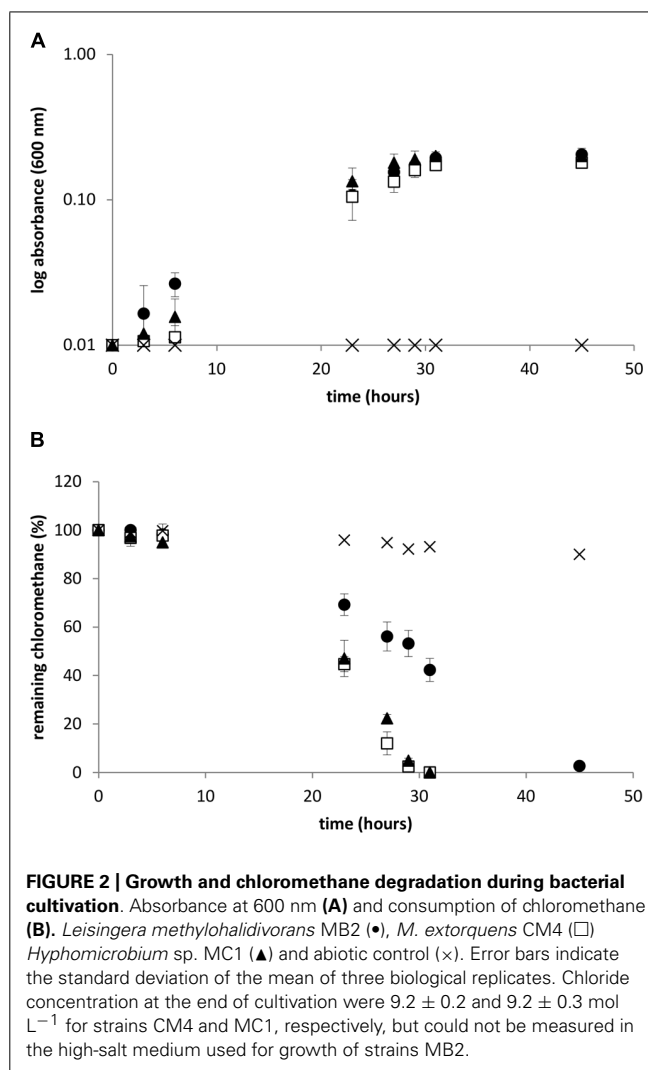 A
1.00
0.10
0.01
log absorbance (600 nm)
0 10 20 30 40 50
time (hours)
B
120
100
80
60
40
20
0
remaining chloromethane (%)
0 10 20 30 40 50
time (hours)
FIGURE 2 | Growth and chloromethane degradation during bacterial
cultivation. Absorbance at 600 nm (A) and consumption of chloromethane
(B). Leisingera methylohalidivorans MB2 (•), M. extorquens CM4 (□)
Hyphomicrobium sp. MC1 (▲) and abiotic control (×). Error bars indicate
the standard deviation of the mean of three biological replicates. Chloride
concentration at the end of cultivation were 9.2 ± 0.2 and 9.2 ± 0.3 mol
L⁻¹ for strains CM4 and MC1, respectively, but could not be measured in
the high-salt medium used for growth of strains MB2.